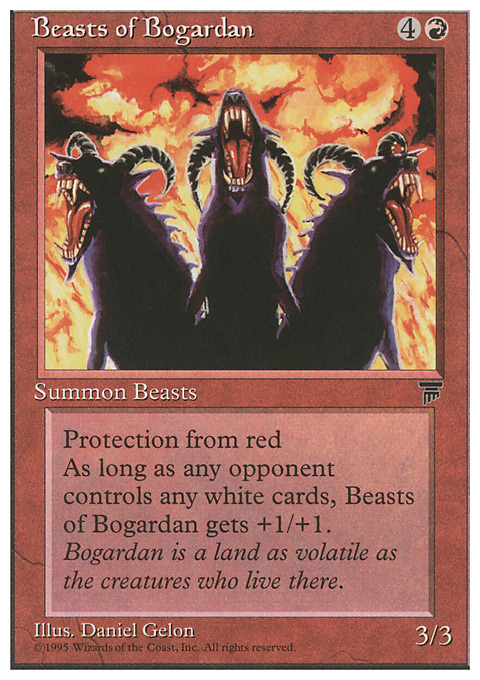 Beasts of Bogardan 4
Summon Beasts
Protection from red
As long as any opponent
controls any white cards, Beasts
of Bogardan gets +1/+1.
Bogardan is a land as volatile as
the creatures who live there.
Illus. Daniel Gelon
©1995 Wizards of the Coast, Inc. All rights reserved.
3/3